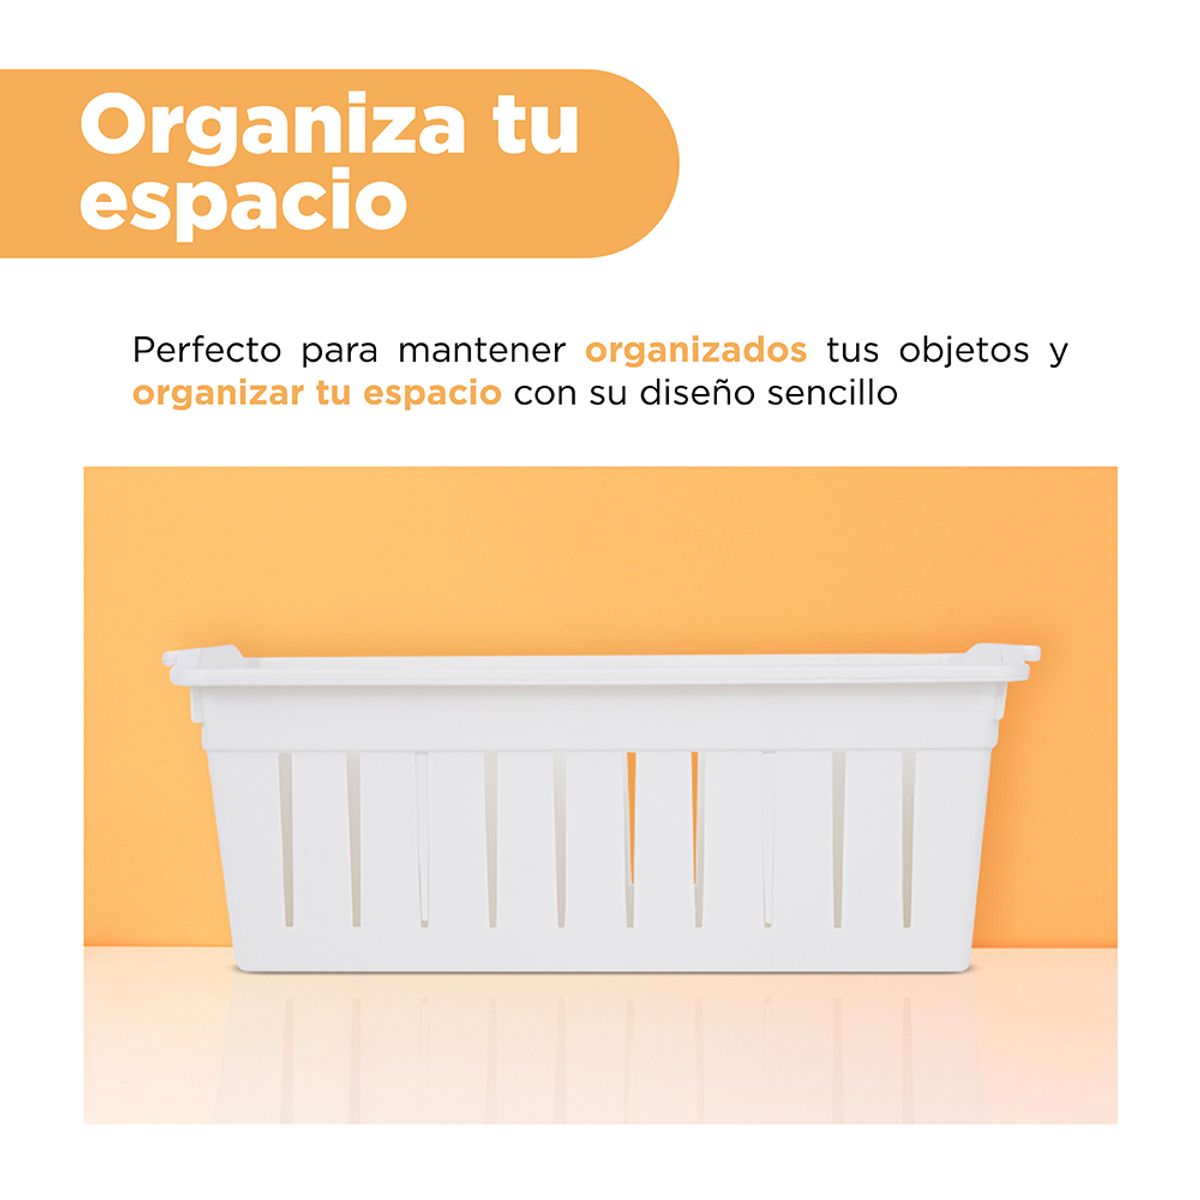 Organiza tu
espacio
Perfecto para mantener organizados tus objetos y
organizar tu espacio con su diseño sencillo